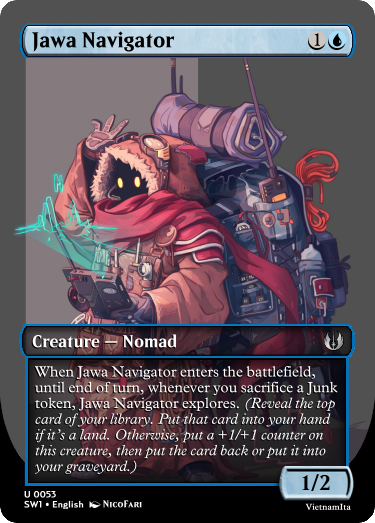 Jawa Navigator 1
Creature — Nomad
When Jawa Navigator enters the battlefield,
until end of turn, whenever you sacrifice a Junk
token, Jawa Navigator explores. (Reveal the top
card of your library. Put that card into your hand
if it's a land. Otherwise, put a +1/+1 counter on
this creature, then put the card back or put it into
your graveyard.)
1/2
U 0053
SW1 • English NicoFari
VietnamIta